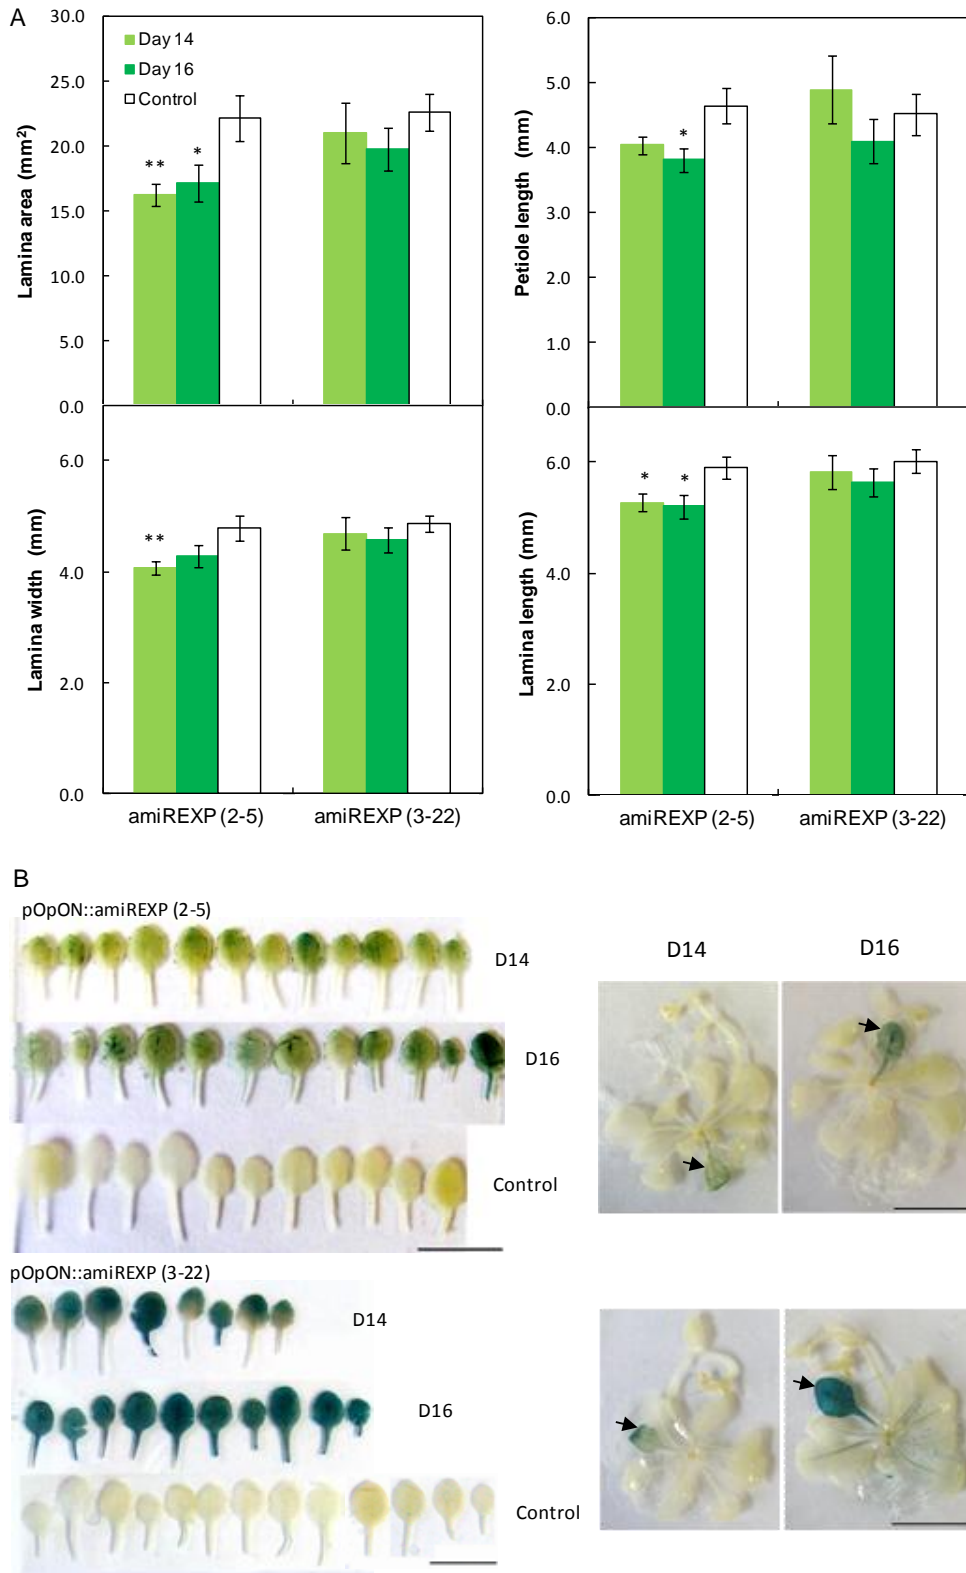 A
Lamina area (mm²)
30.0
25.0
20.0
15.0
10.0
5.0
0.0
Day 14
Day 16
Control
**
*
Petiole length (mm)
6.0
5.0
4.0
3.0
2.0
1.0
0.0
*
Lamina width (mm)
6.0
4.0
2.0
0.0
**
amiREXP (2-5)
amiREXP (3-22)
Lamina length (mm)
6.0
4.0
2.0
0.0
*
*
amiREXP (2-5)
amiREXP (3-22)
B
pOpON::amiREXP (2-5)
D14
D16
Control
D14
D16
pOpON::amiREXP (3-22)
D14
D16
Control